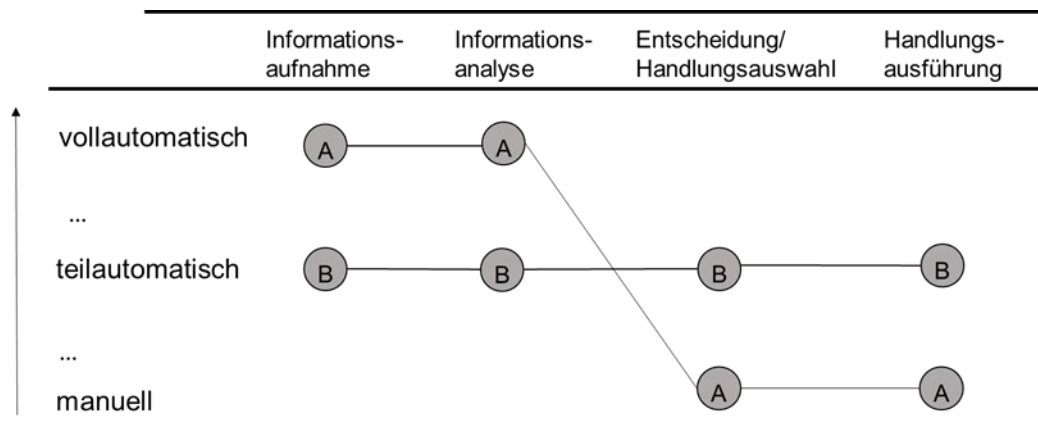 Informations-
aufnahme
Informations-
analyse
Entscheidung/
Handlungsauswahl
Handlungs-
ausführung
vollautomatisch
A
A
...
teilautomatisch
B
B
B
B
...
manuell
A
A